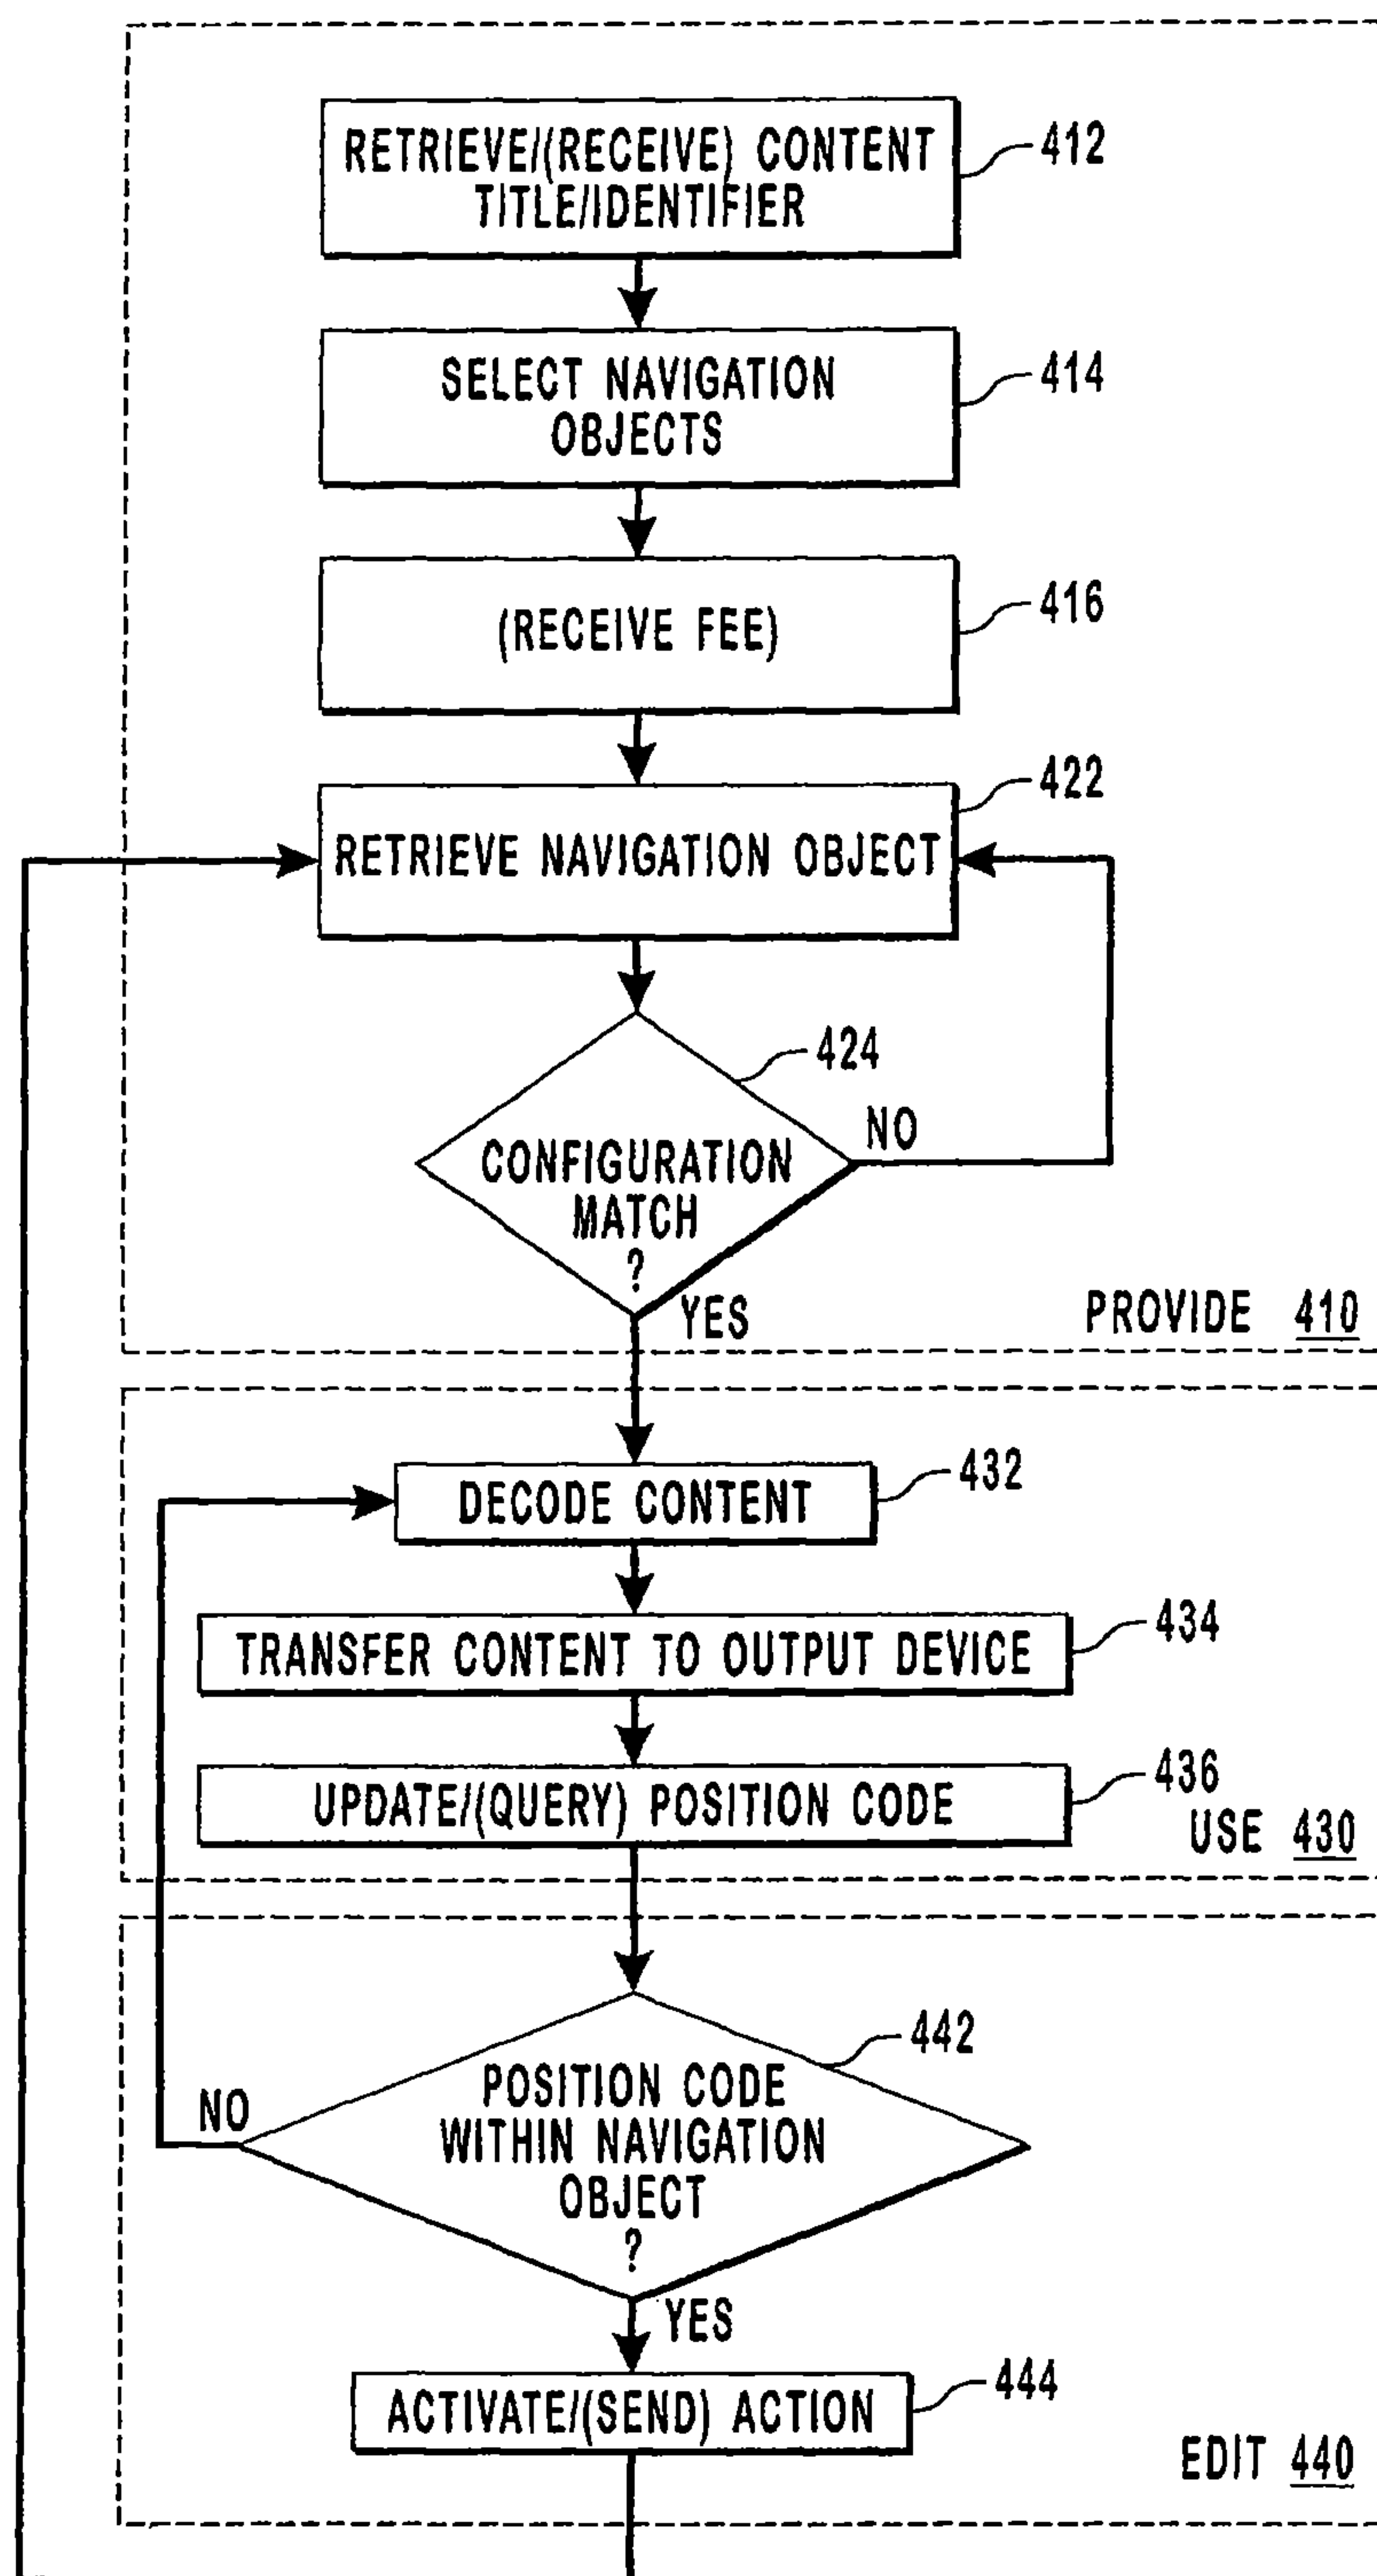 RETRIEVE/(RECEIVE) CONTENT
TITLE/IDENTIFIER
412
SELECT NAVIGATION
OBJECTS
414
(RECEIVE FEE)
416
422
RETRIEVE NAVIGATION OBJECT
424
NO
CONFIGURATION
MATCH
?
YES
PROVIDE 410
DECODE CONTENT
432
TRANSFER CONTENT TO OUTPUT DEVICE
434
UPDATE/(QUERY) POSITION CODE
436
USE 430
442
POSITION CODE
WITHIN NAVIGATION
OBJECT
?
NO
YES
ACTIVATE/(SEND) ACTION
444
EDIT 440